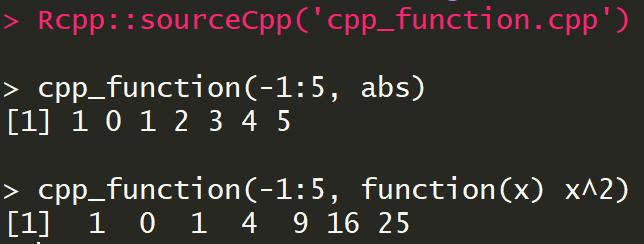 > Rcpp::sourceCpp('cpp_function.cpp')
> cpp_function(-1:5, abs)
[1] 1 0 1 2 3 4 5
> cpp_function(-1:5, function(x) x^2)
[1]  1  0  1  4  9 16 25